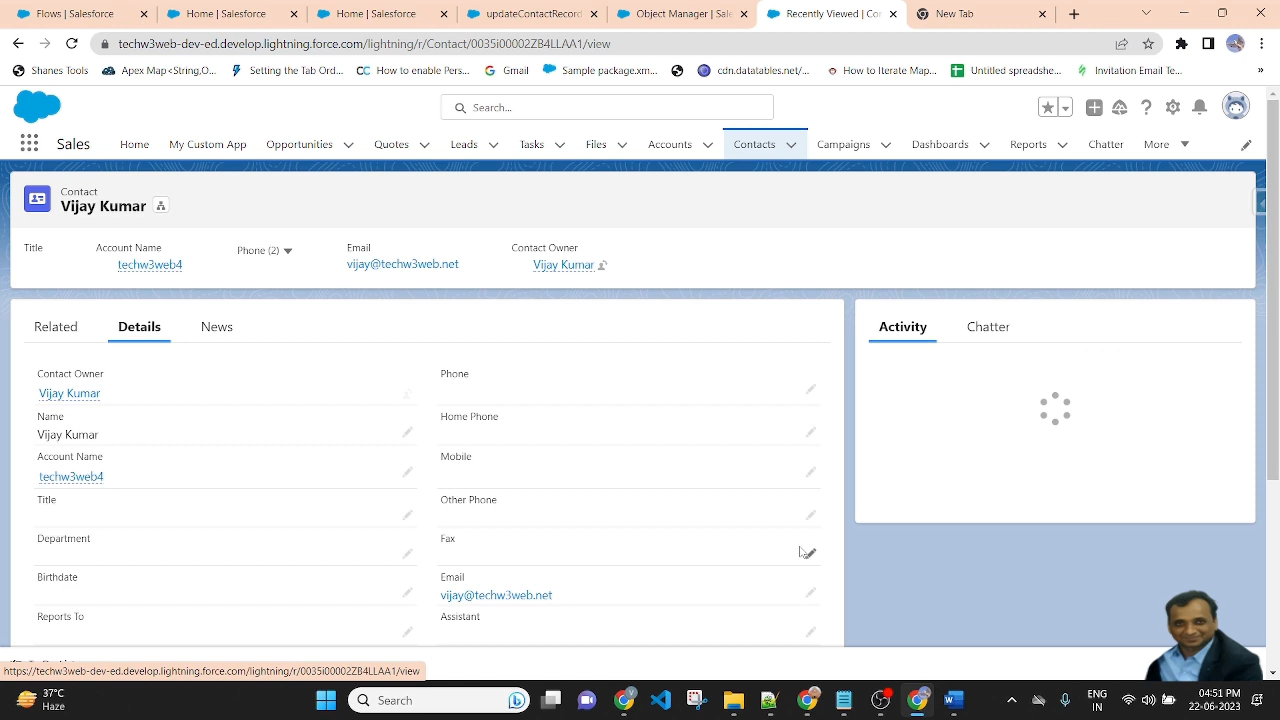 Flows
Home | Salesforce
Home | Salesforce
updateContactRecord
Object Manager | Sale
Recently Viewed | Con
New Tab
techw3web-dev-ed.develop.lightning.force.com/lightning/r/Contact/0035i00002ZB4LLAA1/view
Shanes Tools
Apex Map<String,O...
Setting the Tab Ord...
CC How to enable Pers...
Gmail
Sample package.xm...
cdn.datatables.net/...
How to Iterate Map...
Untitled spreadshe...
Invitation Email Te...
»
Search...
Sales
Home
My Custom App
Opportunities
Quotes
Leads
Tasks
Files
Accounts
Contacts
Campaigns
Dashboards
Reports
Chatter
More
Contact
Vijay Kumar
Title
Account Name
Phone (2)
Email
Contact Owner
techw3web4
vijay@techw3web.net
Vijay Kumar
Related
Details
News
Activity
Chatter
Contact Owner
Vijay Kumar
Phone
Name
Vijay Kumar
Home Phone
Account Name
techw3web4
Mobile
Title
Other Phone
Department
Fax
Birthdate
Email
vijay@techw3web.net
Reports To
Assistant
https://techw3web-dev-ed.develop.lightning.force.com/lightning/r/0035i00002ZB4LLAA1/view
37°C
Haze
Search
ENG
IN
04:51 PM
22-06-2023